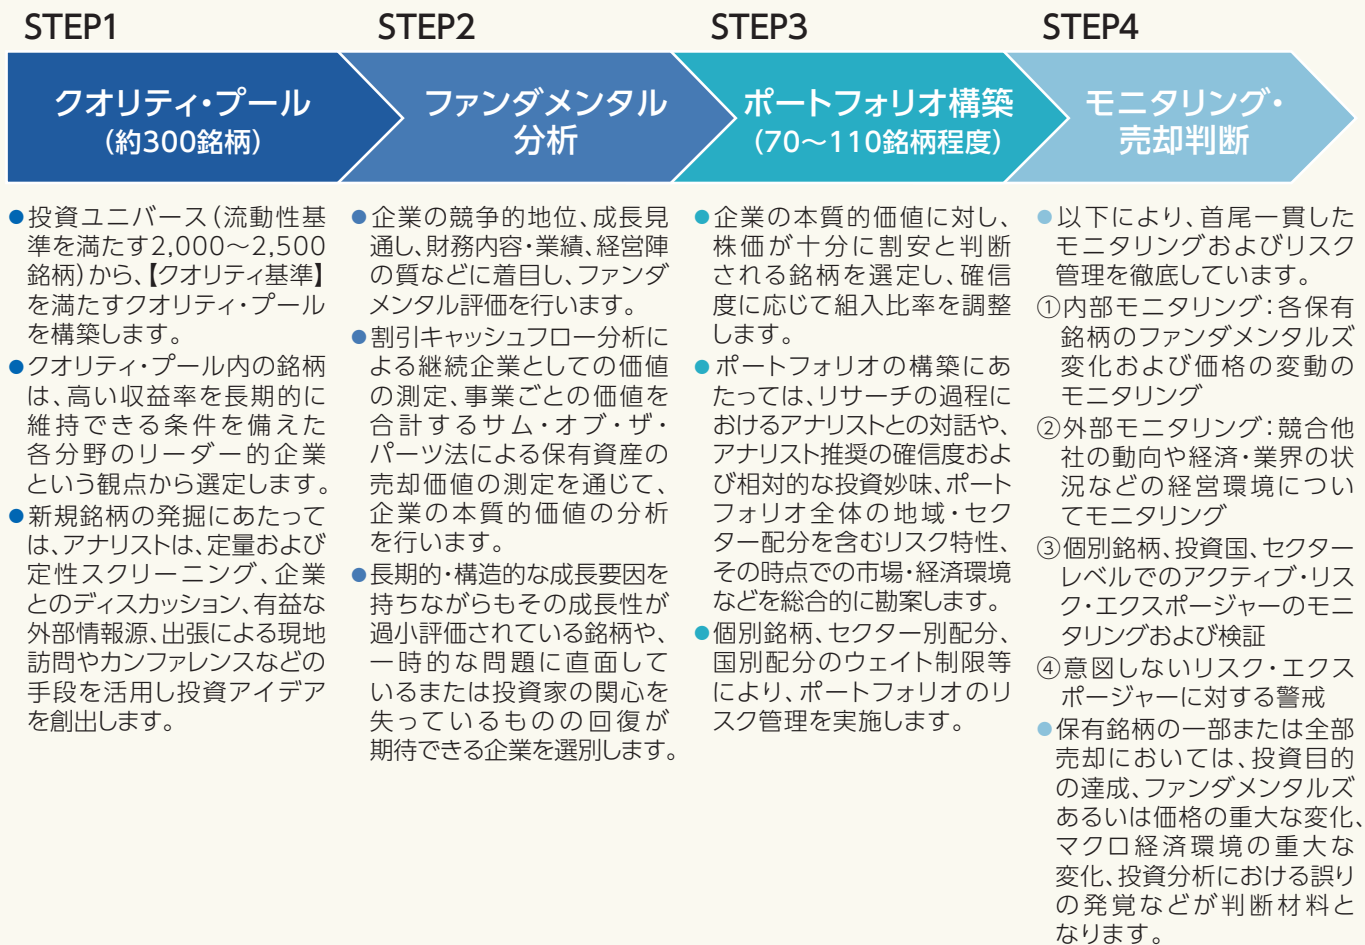 STEP1
クオリティ・プール
（約300銘柄）
●投資ユニバース（流動性基
準を満たす2,000～2,500
銘柄）から、【クオリティ基準】
を満たすクオリティ・プール
を構築します。
●クオリティ・プール内の銘柄
は、高い収益率を長期的に
維持できる条件を備えた
各分野のリーダー的企業
という観点から選定します。
●新規銘柄の発掘にあたって
は、アナリストは、定量および
定性スクリーニング、企業
とのディスカッション、有益な
外部情報源、出張による現地
訪問やカンファレンスなどの
手段を活用し投資アイデア
を創出します。
STEP2
ファンダメンタル
分析
●企業の競争的地位、成長見
通し、財務内容・業績、経営陣
の質などに着目し、ファンダ
メンタル評価を行います。
●割引キャッシュフロー分析に
よる継続企業としての価値
の測定、事業ごとの価値を
合計するサム・オブ・ザ・
パーツ法による保有資産の
売却価値の測定を通じて、
企業の本質的価値の分析
を行います。
●長期的・構造的な成長要因を
持ちながらもその成長性が
過小評価されている銘柄や、
一時的な問題に直面して
いるまたは投資家の関心を
失っているものの回復が
期待できる企業を選別します。
STEP3
ポートフォリオ構築
（70～110銘柄程度）
●企業の本質的価値に対し、
株価が十分に割安と判断
される銘柄を選定し、確信
度に応じて組入比率を調整
します。
●ポートフォリオの構築にあ
たっては、リサーチの過程に
おけるアナリストとの対話や、
アナリスト推奨の確信度およ
び相対的な投資妙味、ポート
フォリオ全体の地域・セク
ター配分を含むリスク特性、
その時点での市場・経済環境
などを総合的に勘案します。
●個別銘柄、セクター別配分、
国別配分のウェイト制限等
により、ポートフォリオのリ
スク管理を実施します。
STEP4
モニタリング・
売却判断
●以下により、首尾一貫した
モニタリングおよびリスク
管理を徹底しています。
①内部モニタリング：各保有
銘柄のファンダメンタルズ
変化および価格の変動の
モニタリング
②外部モニタリング：競合他
社の動向や経済・業界の状
況などの経営環境につい
てモニタリング
③個別銘柄、投資国、セクター
レベルでのアクティブ・リス
ク・エクスポージャーのモニ
タリングおよび検証
④意図しないリスク・エクス
ポージャーに対する警戒
●保有銘柄の一部または全部
売却においては、投資目的
の達成、ファンダメンタルズ
あるいは価格の重大な変化、
マクロ経済環境の重大な
変化、投資分析における誤り
の発覚などが判断材料と
なります。